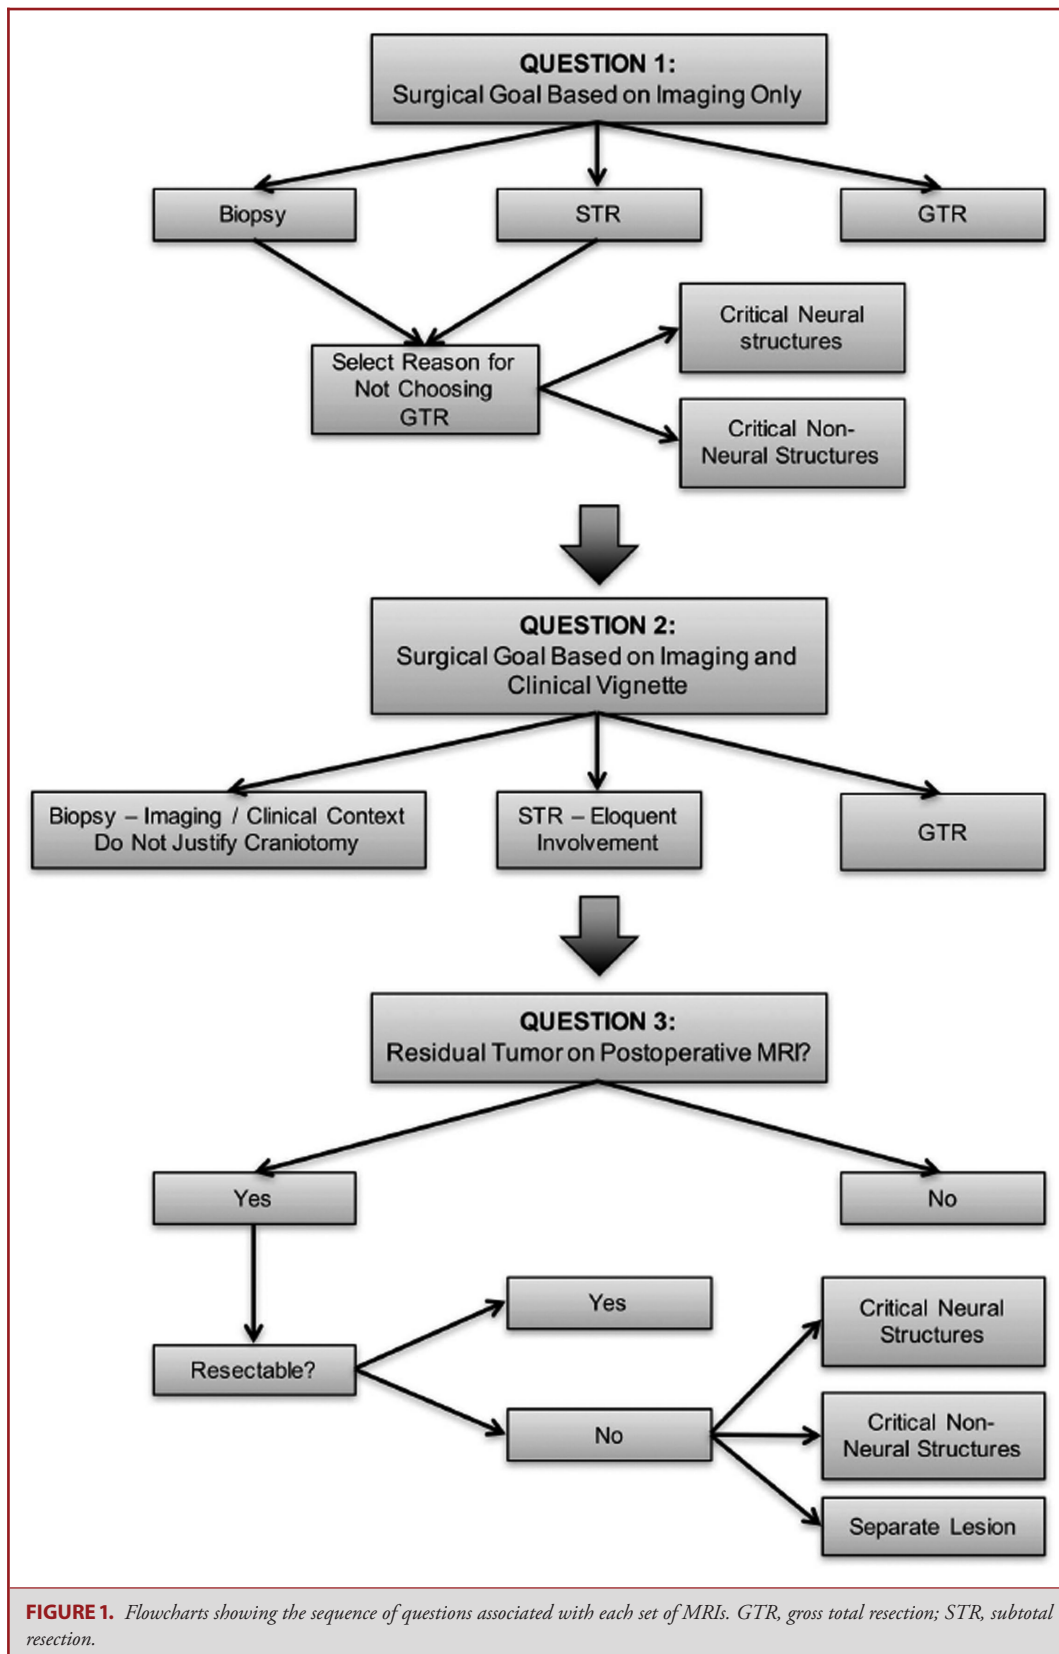 QUESTION 1:
Surgical Goal Based on Imaging Only
Biopsy
STR
GTR
Select Reason for
Not Choosing
GTR
Critical Neural
structures
Critical Non-
Neural Structures
QUESTION 2:
Surgical Goal Based on Imaging and
Clinical Vignette
Biopsy – Imaging / Clinical Context
Do Not Justify Craniotomy
STR – Eloquent
Involvement
GTR
QUESTION 3:
Residual Tumor on Postoperative MRI?
Yes
No
Resectable?
Yes
No
Critical Neural
Structures
Critical Non-
Neural Structures
Separate Lesion
FIGURE 1. Flowcharts showing the sequence of questions associated with each set of MRIs. GTR, gross total resection; STR, subtotal
resection.